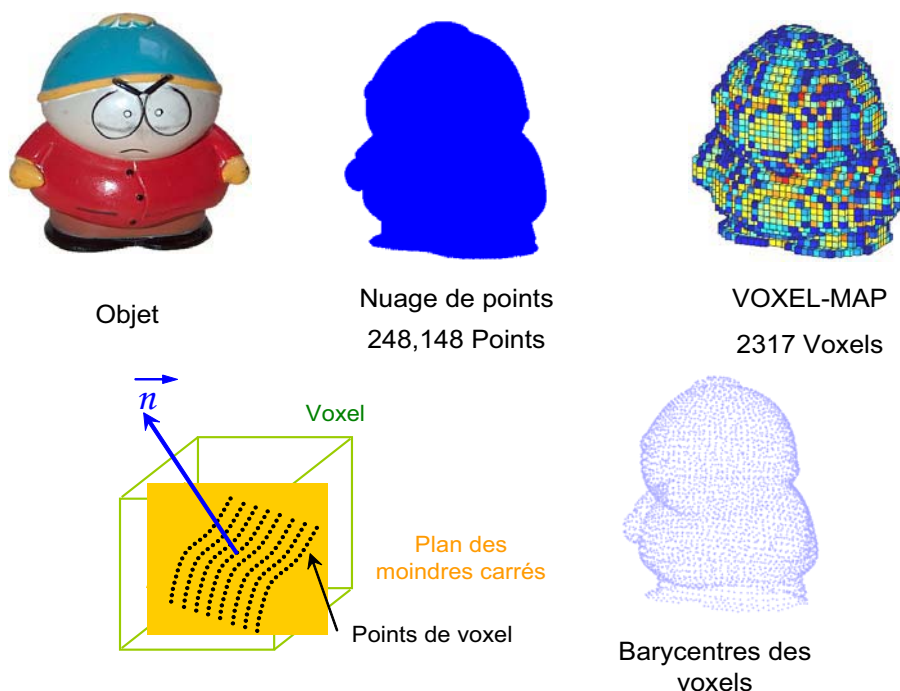 Objet
Nuage de points
248,148 Points
VOXEL-MAP
2317 Voxels
n
Voxel
Plan des
moindres carrés
Points de voxel
Barycentres des
voxels